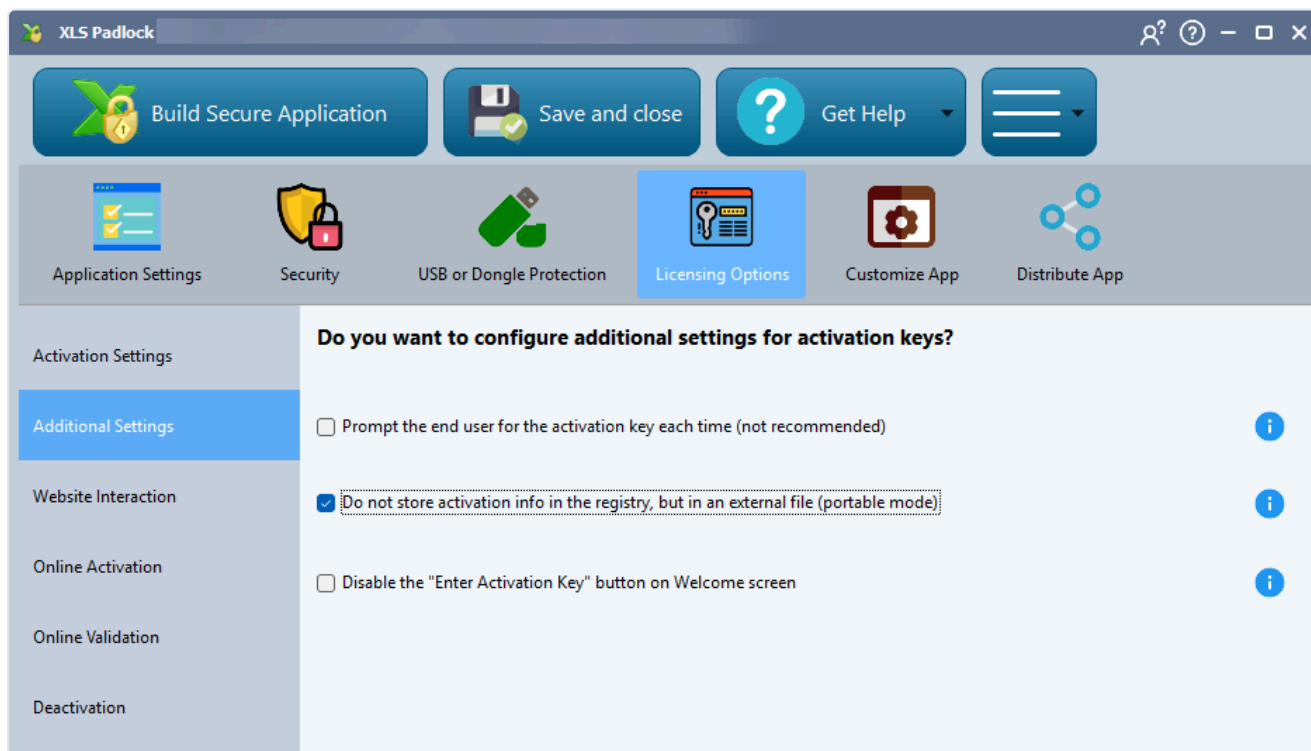 XLS Padlock
Build Secure Application
Save and close
Get Help
Application Settings
Security
USB or Dongle Protection
Licensing Options
Customize App
Distribute App
Activation Settings
Additional Settings
Website Interaction
Online Activation
Online Validation
Deactivation
Do you want to configure additional settings for activation keys?
Prompt the end user for the activation key each time (not recommended)
Do not store activation info in the registry, but in an external file (portable mode)
Disable the "Enter Activation Key" button on Welcome screen